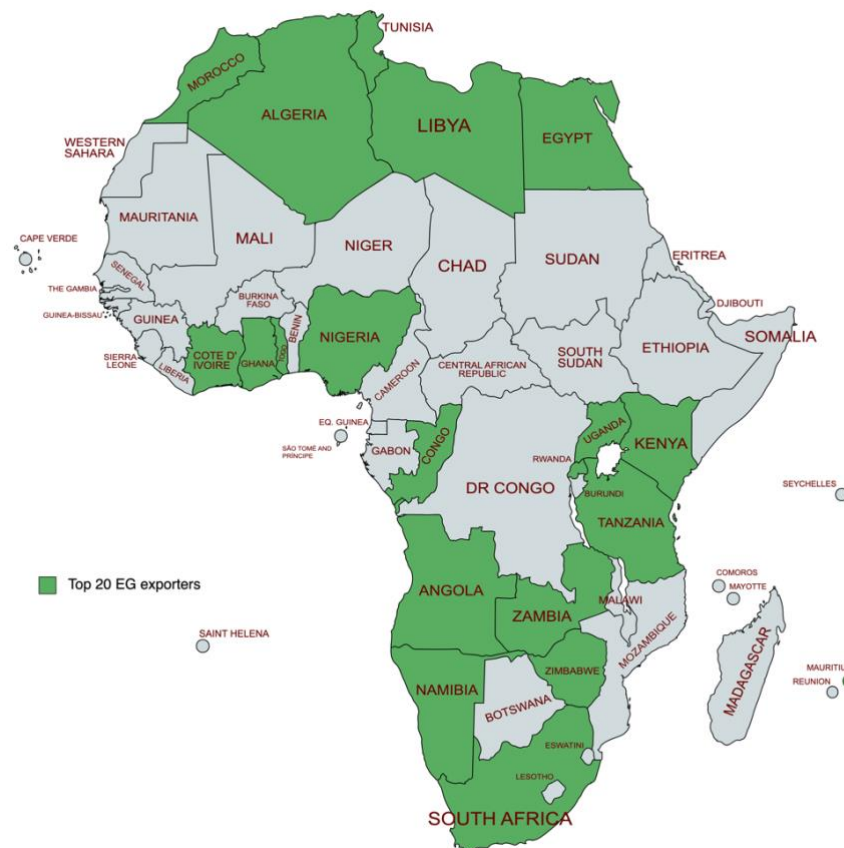 TUNISIA
MOROCCO
ALGERIA
LIBYA
EGYPT
WESTERN
SAHARA
MAURITANIA
MALI
NIGER
CHAD
SUDAN
ERITREA
CAPE VERDE
SENEGAL
THE GAMBIA
GUINEA-BISSAU
GUINEA
BURKINA
FASO
BENIN
NIGERIA
DJIBOUTI
SOMALIA
ETHIOPIA
SOUTH
SUDAN
CENTRAL AFRICAN
REPUBLIC
CAMEROON
SIERRA-
LEONE
LIBERIA
COTE D'
IVOIRE
GHANA
TOGO
EQ. GUINEA
SÃO TOMÉ AND
PRINCIPE
GABON
CONGO
DR CONGO
UGANDA
KENYA
RWANDA
BURUNDI
TANZANIA
SEYCHELLES
Top 20 EG exporters
ANGOLA
ZAMBIA
MALAWI
MOZAMBIQUE
COMOROS
MAYOTTE
SAINT HELENA
NAMIBIA
ZIMBABWE
BOTSWANA
MADAGASCAR
MAURITIU
REUNION
ESWATINI
LESOTHO
SOUTH AFRICA